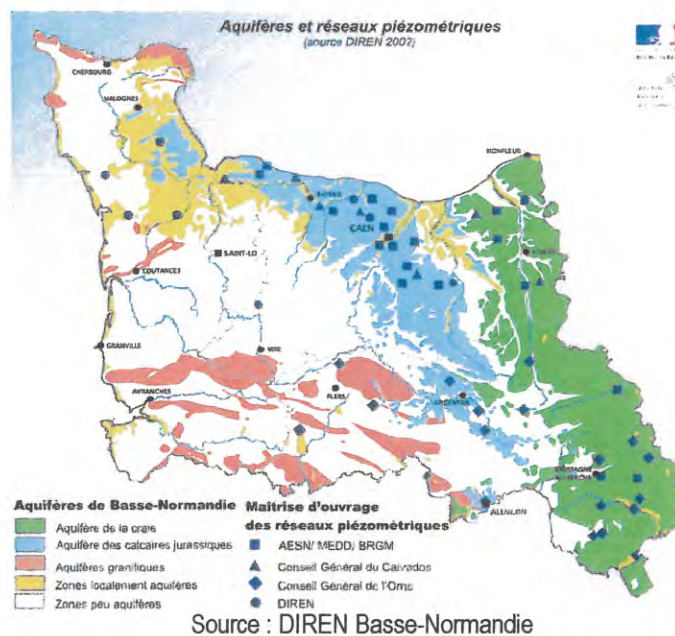 Aquifères et réseaux piézométriques
(source DIREN 2002)
CHERBOURG
VALOGNES
HONFLEUR
CAEN
SAINT-LO
COUTANCES
GRANVILLE
VIRE
AVRANCHES
FLERS
ARGENTAN
MORTAGNE
ALENCON
Aquifères de Basse-Normandie
Aquifère de la craie
Aquifère des calcaires jurassiques
Aquifères granitiques
Zones localement aquifères
Zones peu aquifères
Maîtrise d'ouvrage
des réseaux piézométriques
AESN/ MEDD/ BRGM
Conseil Général du Calvados
Conseil Général de l'Orne
DIREN
Source : DIREN Basse-Normandie